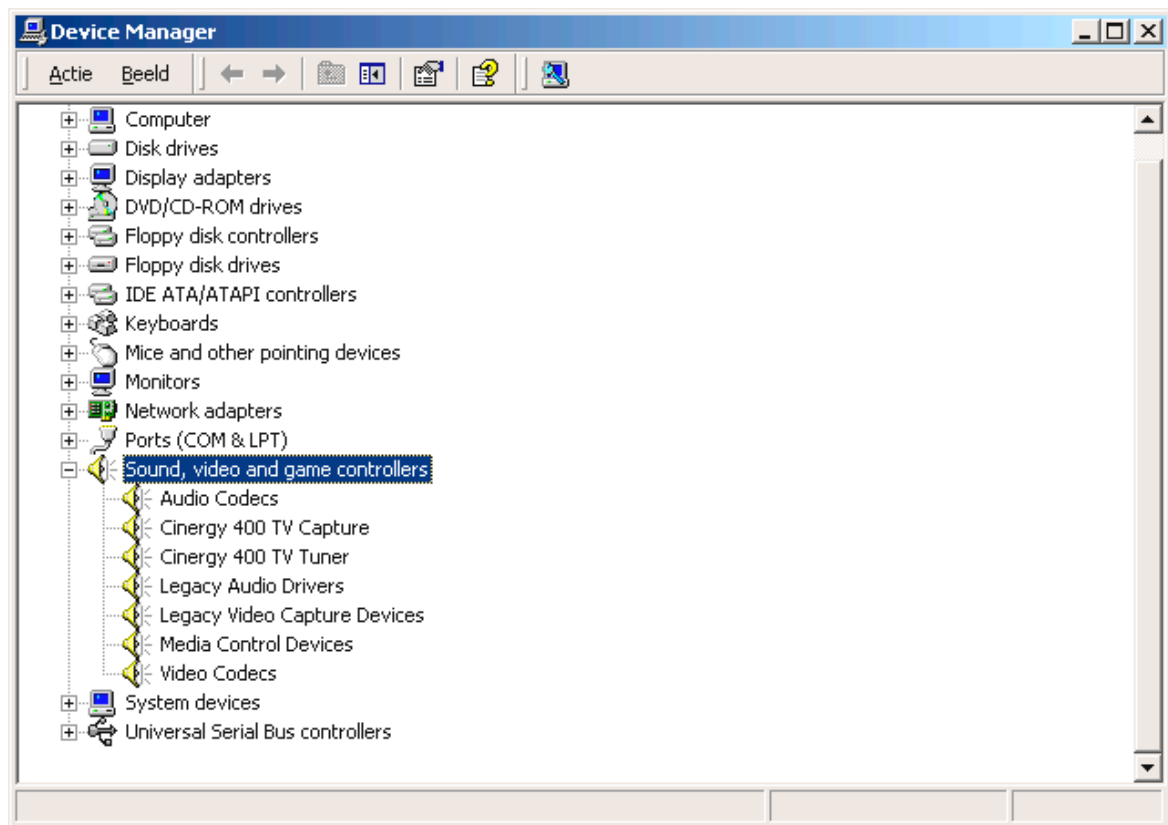 Device Manager
Actie Beeld
Computer
Disk drives
Display adapters
DVD/CD-ROM drives
Floppy disk controllers
Floppy disk drives
IDE ATA/ATAPI controllers
Keyboards
Mice and other pointing devices
Monitors
Network adapters
Ports (COM & LPT)
Sound, video and game controllers
Audio Codecs
Cinergy 400 TV Capture
Cinergy 400 TV Tuner
Legacy Audio Drivers
Legacy Video Capture Devices
Media Control Devices
Video Codecs
System devices
Universal Serial Bus controllers